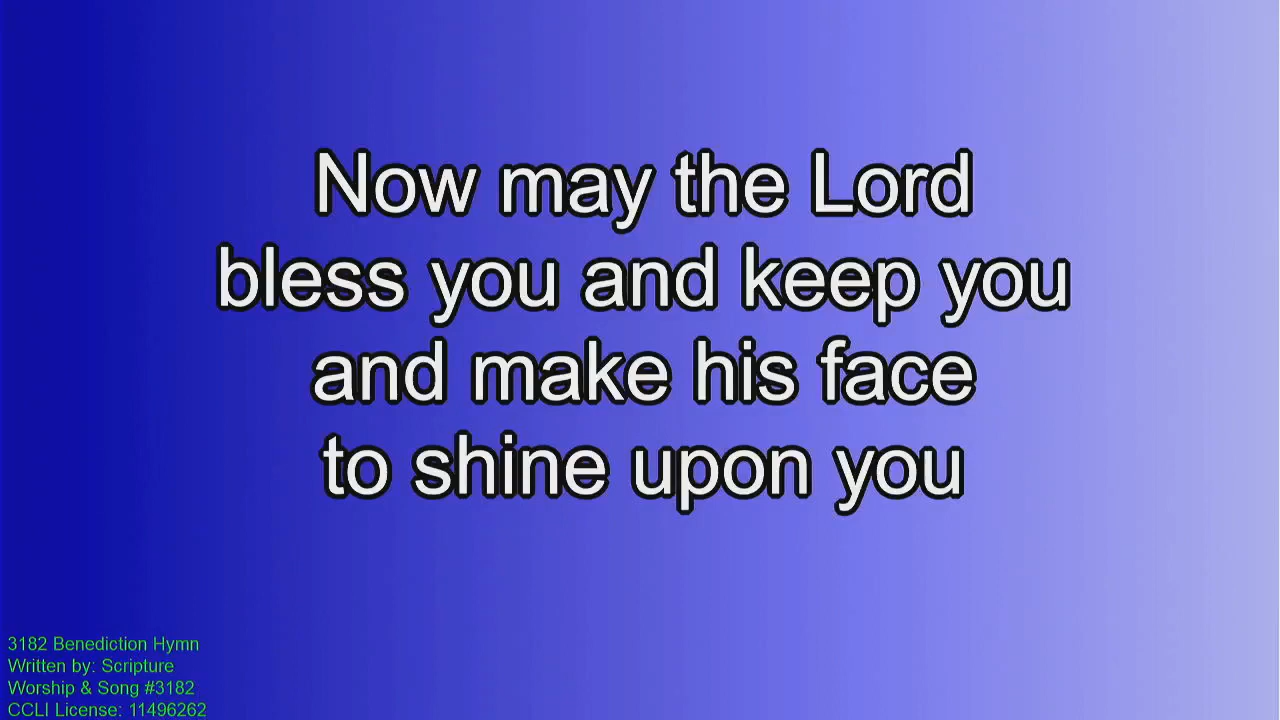 Now may the Lord
bless you and keep you
and make his face
to shine upon you
3182 Benediction Hymn
Written by: Scripture
Worship & Song #3182
CCLI License: 11496262